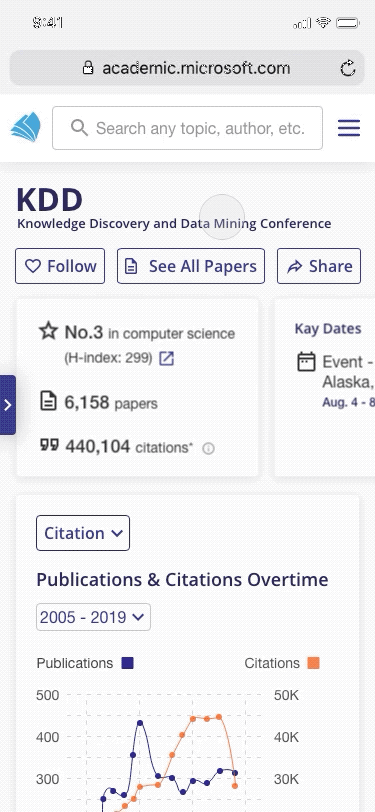 9:41
academic.microsoft.com
Search any topic, author, etc.
KDD
Knowledge Discovery and Data Mining Conference
Follow
See All Papers
Share
No.3 in computer science
(H-index: 299)
6,158 papers
440,104 citations*
Kay Dates
Event -
Alaska,
Aug. 4 - 8
Citation
Publications & Citations Overtime
2005 - 2019
Publications
Citations
500 50K
400 40K
300 30K